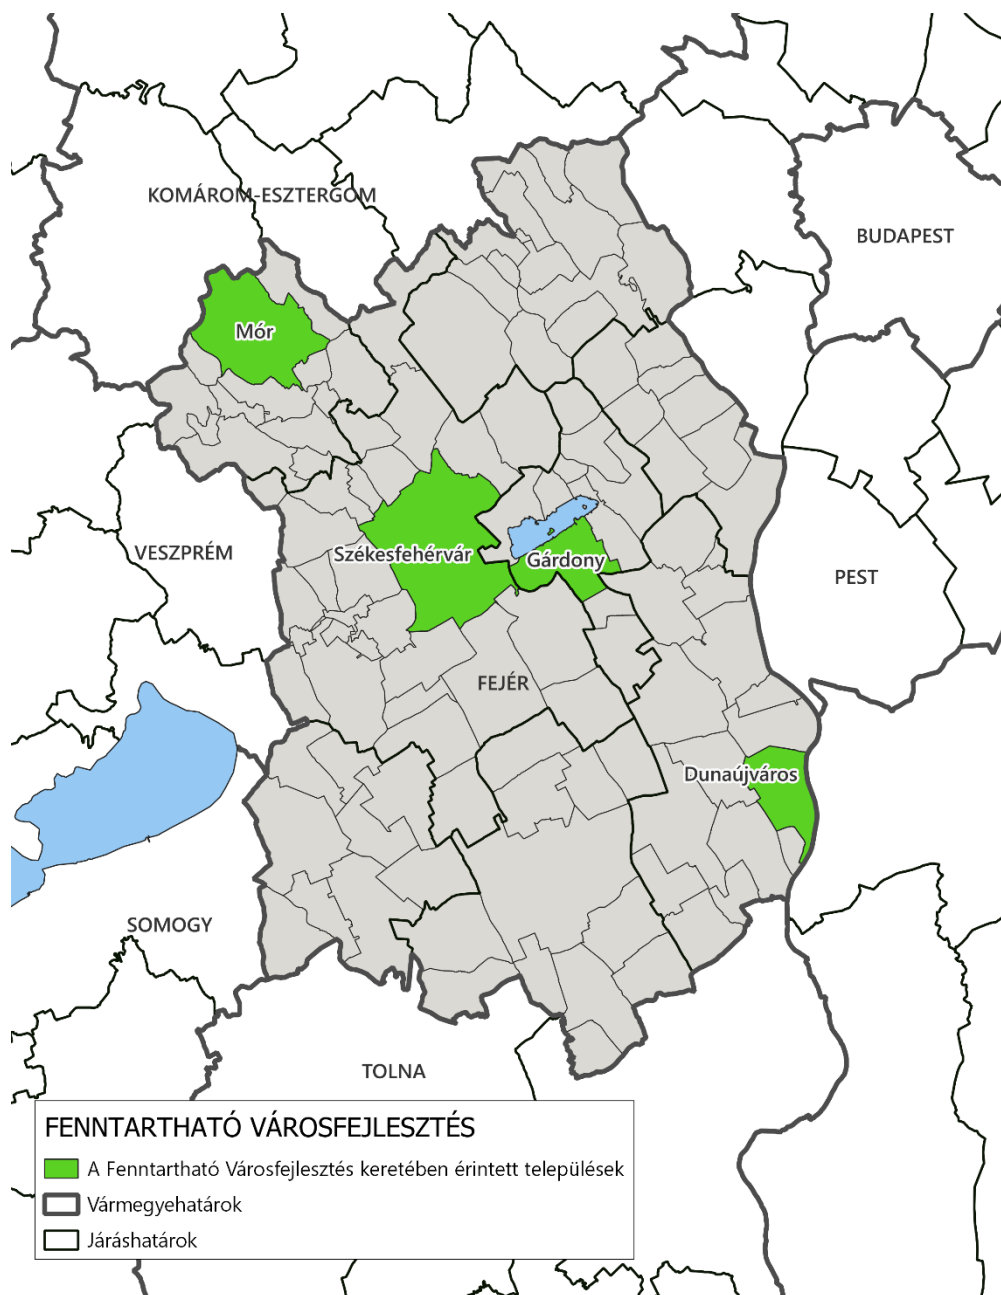 KOMÁROM-ESZTERGOM
BUDAPEST
Mór
VESZPRÉM
Székesfehérvár
Gárdony
PEST
FEJÉR
Dunaújváros
SOMOGY
TOLNA
FENNTARTHATÓ VÁROSFEJLESZTÉS
A Fenntartható Városfejlesztés keretében érintett települések
Vármegyehatárok
Járáshatárok